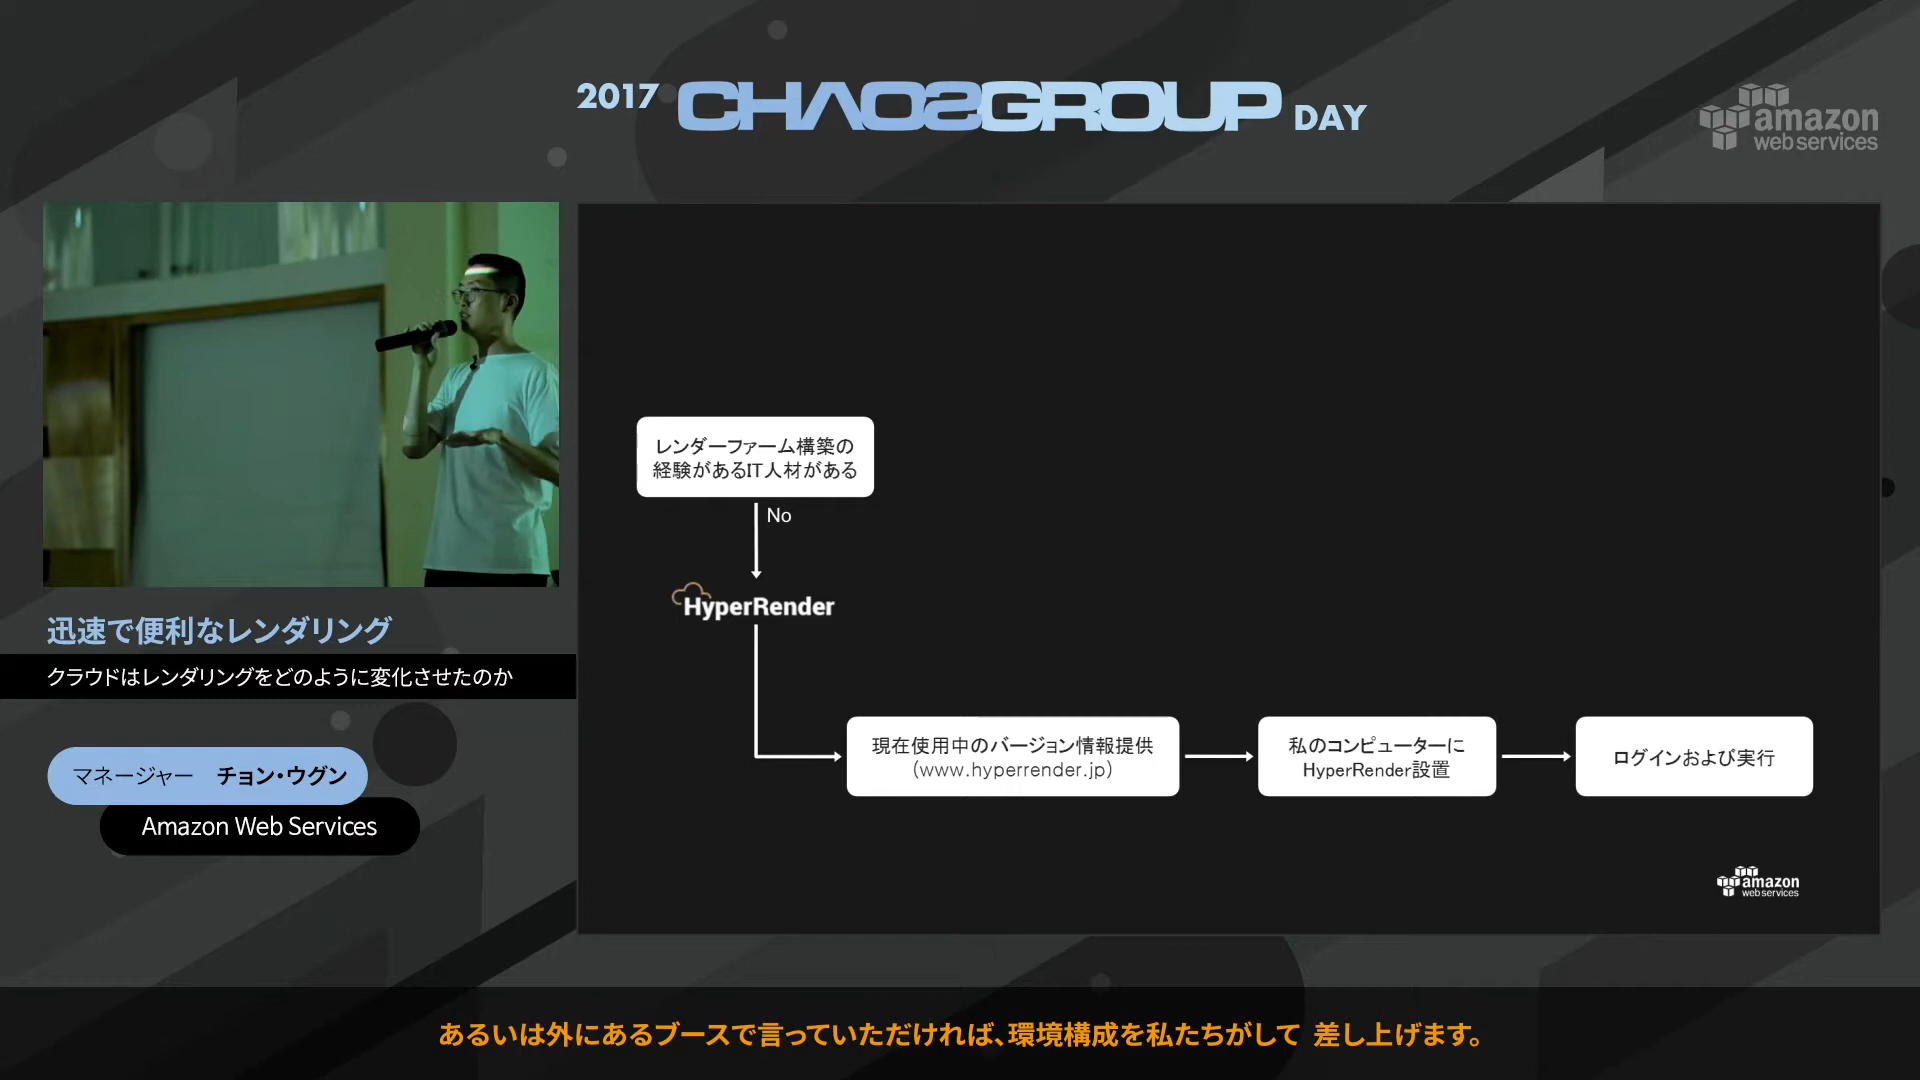 2017 CHAOSGROUP DAY
amazon
web services
レンダーファーム構築の
経験があるIT人材がある
No
HyperRender
現在使用中のバージョン情報提供
(www.hyperrender.jp)
私のコンピューターに
HyperRender設置
ログインおよび実行
amazon
web services
迅速で便利なレンダリング
クラウドはレンダリングをどのように変化させたのか
マネージャー チョン・ウグン
Amazon Web Services
あるいは外にあるブースで言っていただければ、環境構成を私たちがして 差し上げます。